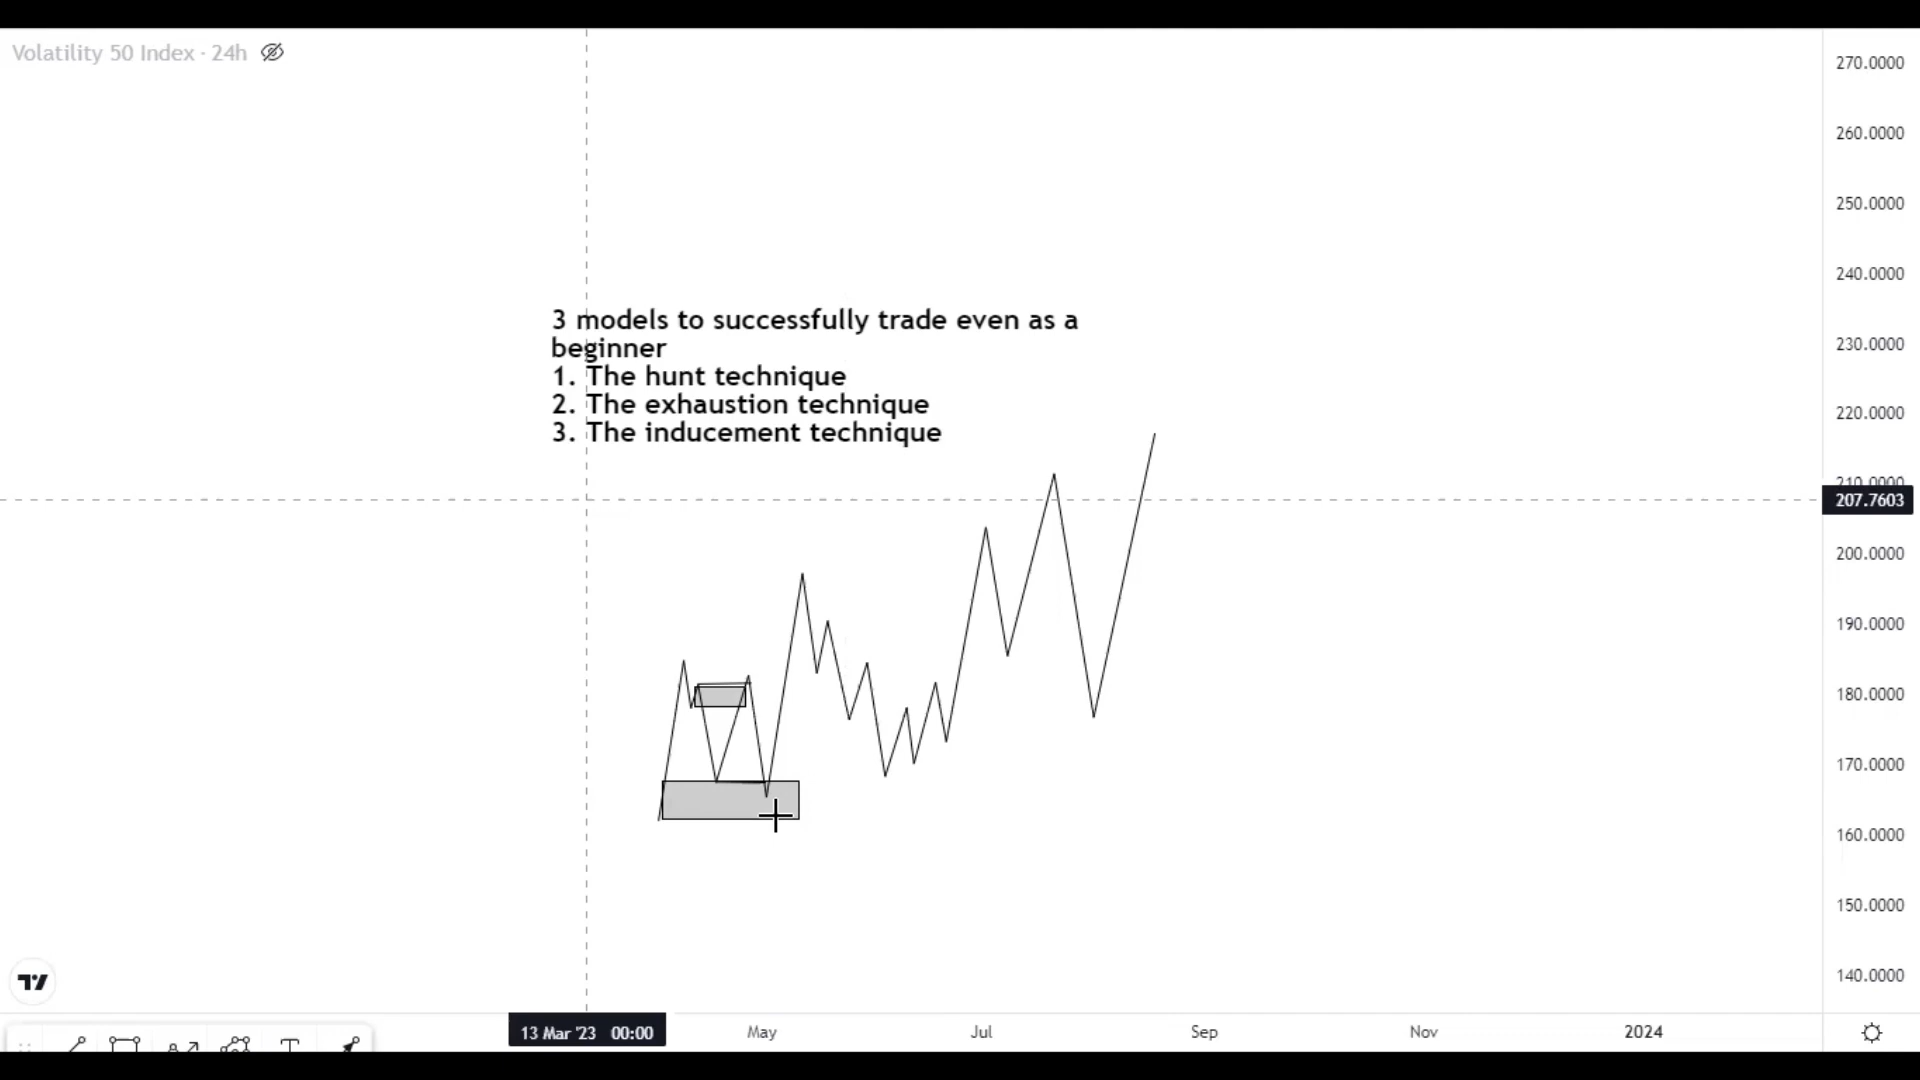 Volatility 50 Index · 24h
270.0000
260.0000
250.0000
240.0000
3 models to successfully trade even as a
beginner
1. The hunt technique
2. The exhaustion technique
3. The inducement technique
230.0000
220.0000
210.0000
207.7603
200.0000
190.0000
180.0000
170.0000
160.0000
150.0000
140.0000
13 Mar '23 00:00
May
Jul
Sep
Nov
2024